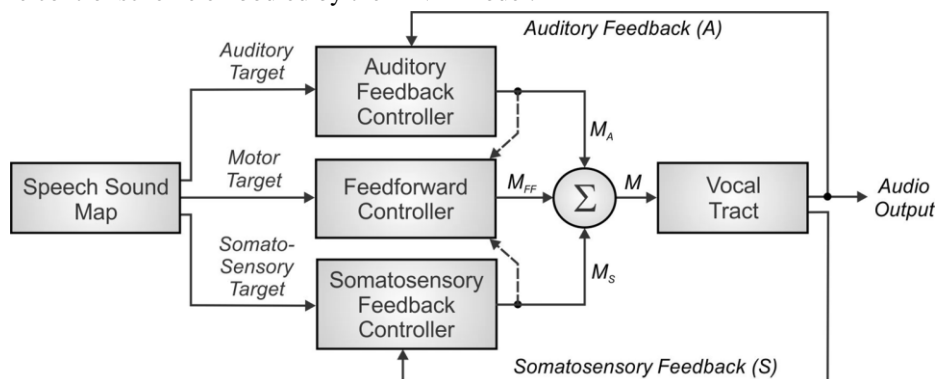 Auditory Feedback (A)
Auditory
Target
Auditory
Feedback
Controller
M_A
Motor
Target
Speech Sound
Map
Feedforward
Controller
M_FF
Σ
M
Vocal
Tract
Audio
Output
Somato-
Sensory
Target
Somatosensory
Feedback
Controller
M_S
Somatosensory Feedback (S)